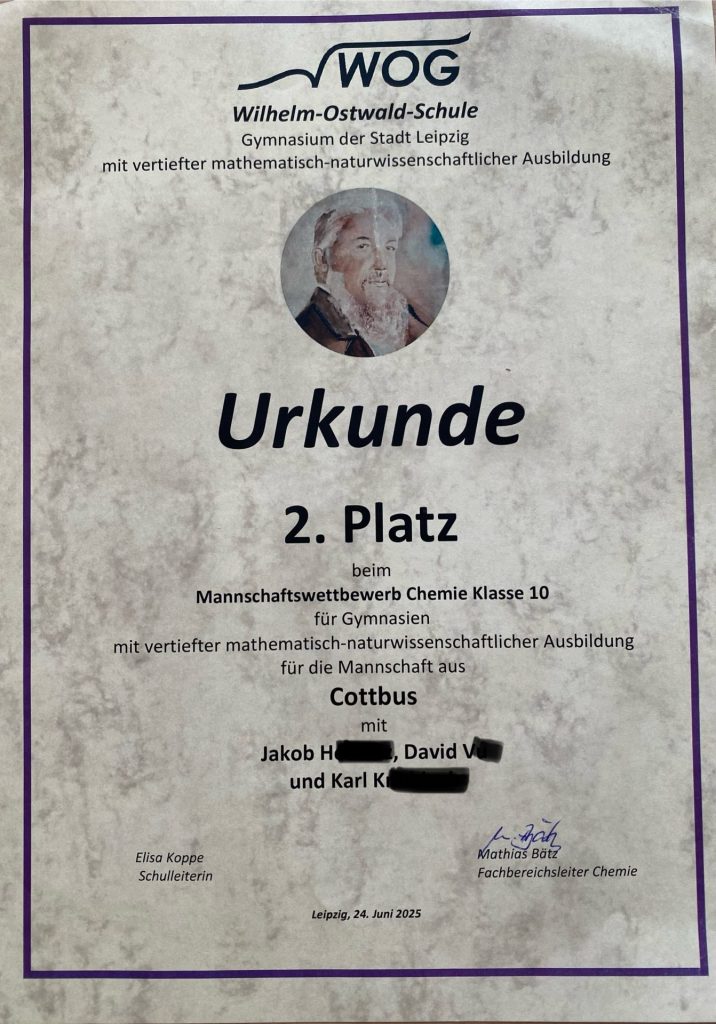 WOG
Wilhelm-Ostwald-Schule
Gymnasium der Stadt Leipzig
mit vertiefter mathematisch-naturwissenschaftlicher Ausbildung
Urkunde
2. Platz
beim
Mannschaftswettbewerb Chemie Klasse 10
für Gymnasien
mit vertiefter mathematisch-naturwissenschaftlicher Ausbildung
für die Mannschaft aus
Cottbus
mit
Jakob , David
und Karl
Elisa Koppe
Schulleiterin
Mathias Bätz
Fachbereichsleiter Chemie
Leipzig, 24. Juni 2025